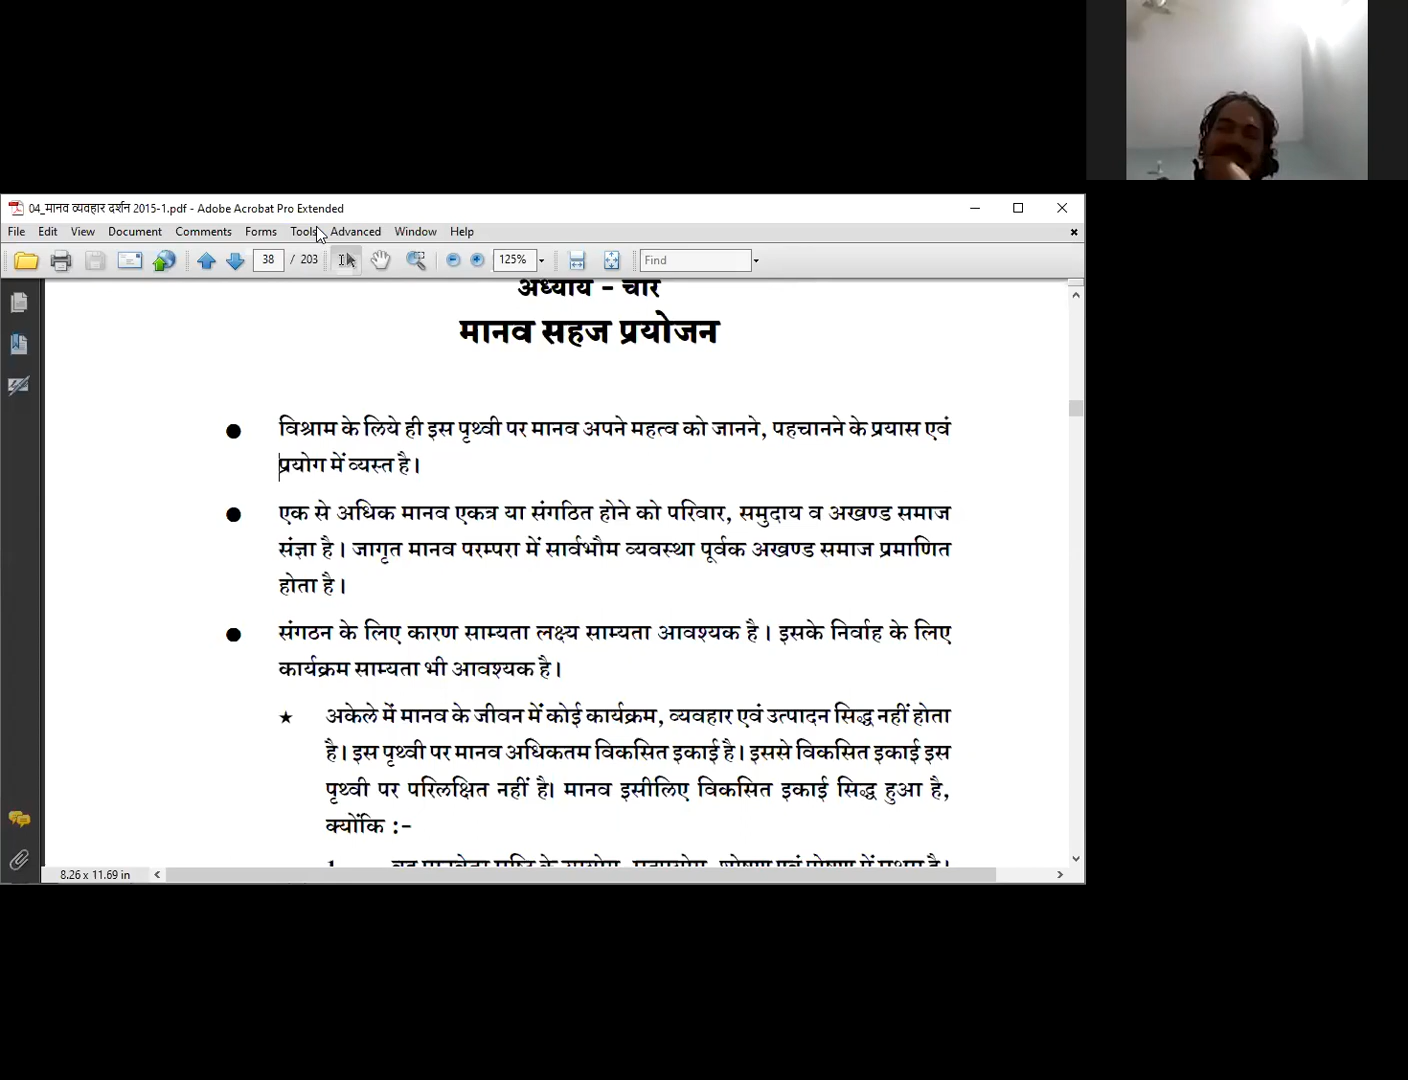 04_मानव व्यवहार दर्शन 2015-1.pdf - Adobe Acrobat Pro Extended
File Edit View Document Comments Forms Tools Advanced Window Help
38 / 203 125% Find
अध्याय - चार
मानव सहज प्रयोजन
● विश्राम के लिये ही इस पृथ्वी पर मानव अपने महत्व को जानने, पहचानने के प्रयास एवं
प्रयोग में व्यस्त है।
● एक से अधिक मानव एकत्र या संगठित होने को परिवार, समुदाय व अखण्ड समाज
संज्ञा है। जागृत मानव परम्परा में सार्वभौम व्यवस्था पूर्वक अखण्ड समाज प्रमाणित
होता है।
● संगठन के लिए कारण साम्यता लक्ष्य साम्यता आवश्यक है। इसके निर्वाह के लिए
कार्यक्रम साम्यता भी आवश्यक है।
★ अकेले में मानव के जीवन में कोई कार्यक्रम, व्यवहार एवं उत्पादन सिद्ध नहीं होता
है। इस पृथ्वी पर मानव अधिकतम विकसित इकाई है। इससे विकसित इकाई इस
पृथ्वी पर परिलक्षित नहीं है। मानव इसीलिए विकसित इकाई सिद्ध हुआ है,
क्योंकि :-
8.26 x 11.69 in